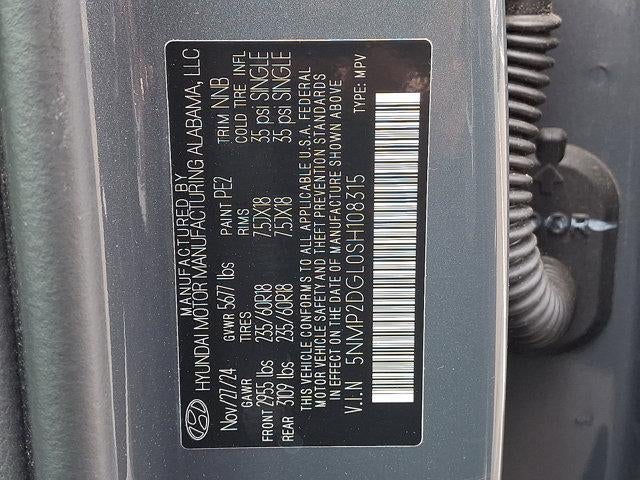 MANUFACTURED BY
HYUNDAI MOTOR MANUFACTURING ALABAMA, LLC
Nov/27/24 GVWR 5677 lbs PAINT PE2 TRIM NNB
GAWR TIRES RIMS COLD TIRE INFL
FRONT 2955 lbs 235/60R18 7.5JX18 35 psi SINGLE
REAR 3109 lbs 235/60R18 7.5JX18 35 psi SINGLE
THIS VEHICLE CONFORMS TO ALL APPLICABLE U.S.A. FEDERAL
MOTOR VEHICLE SAFETY AND THEFT PREVENTION STANDARDS
IN EFFECT ON THE DATE OF MANUFACTURE SHOWN ABOVE
V.I.N 5NMP2DGL0SH108315 TYPE: MPV